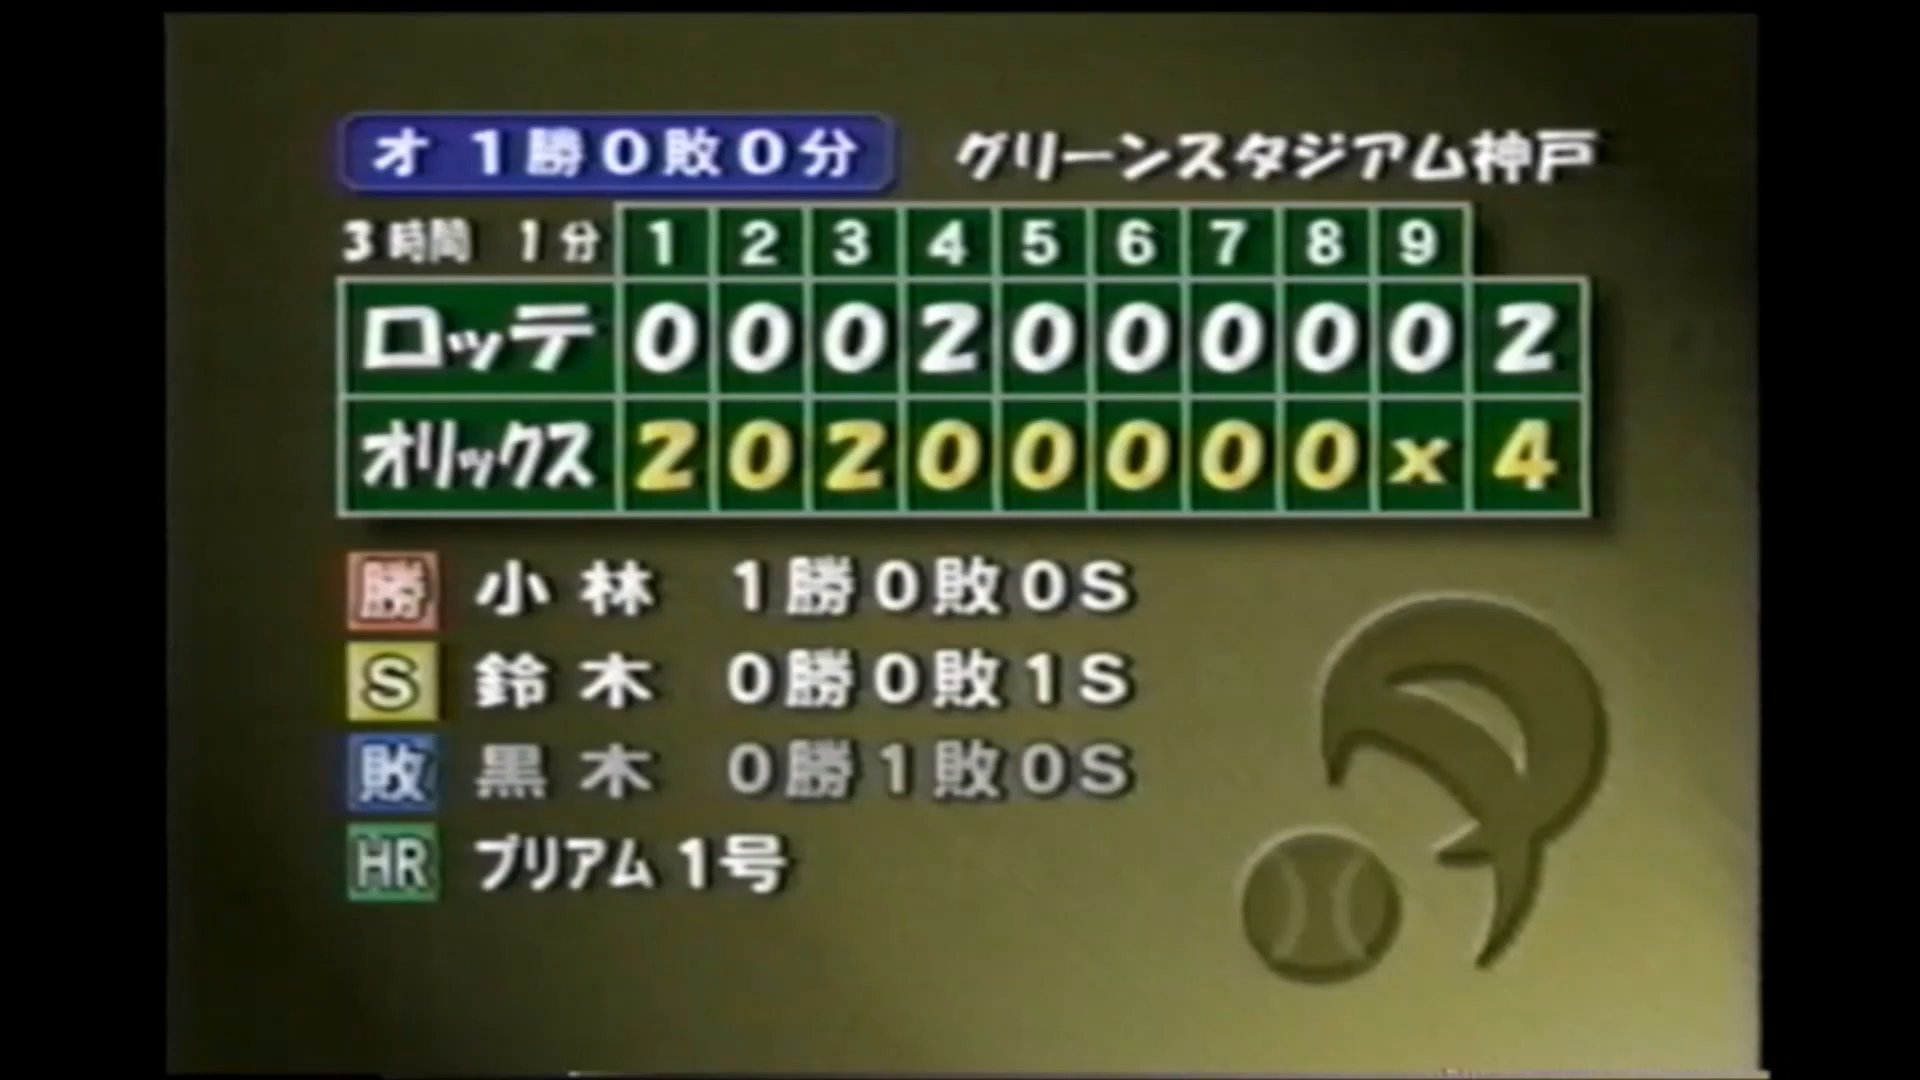 オ 1勝0敗0分 グリーンスタジアム神戸
3時間 1分 1 2 3 4 5 6 7 8 9
ロッテ 0 0 0 2 0 0 0 0 0 2
オリックス 2 0 2 0 0 0 0 0 x 4
勝 小林 1勝0敗0S
S 鈴木 0勝0敗1S
敗 黒木 0勝1敗0S
HR プリアム 1号